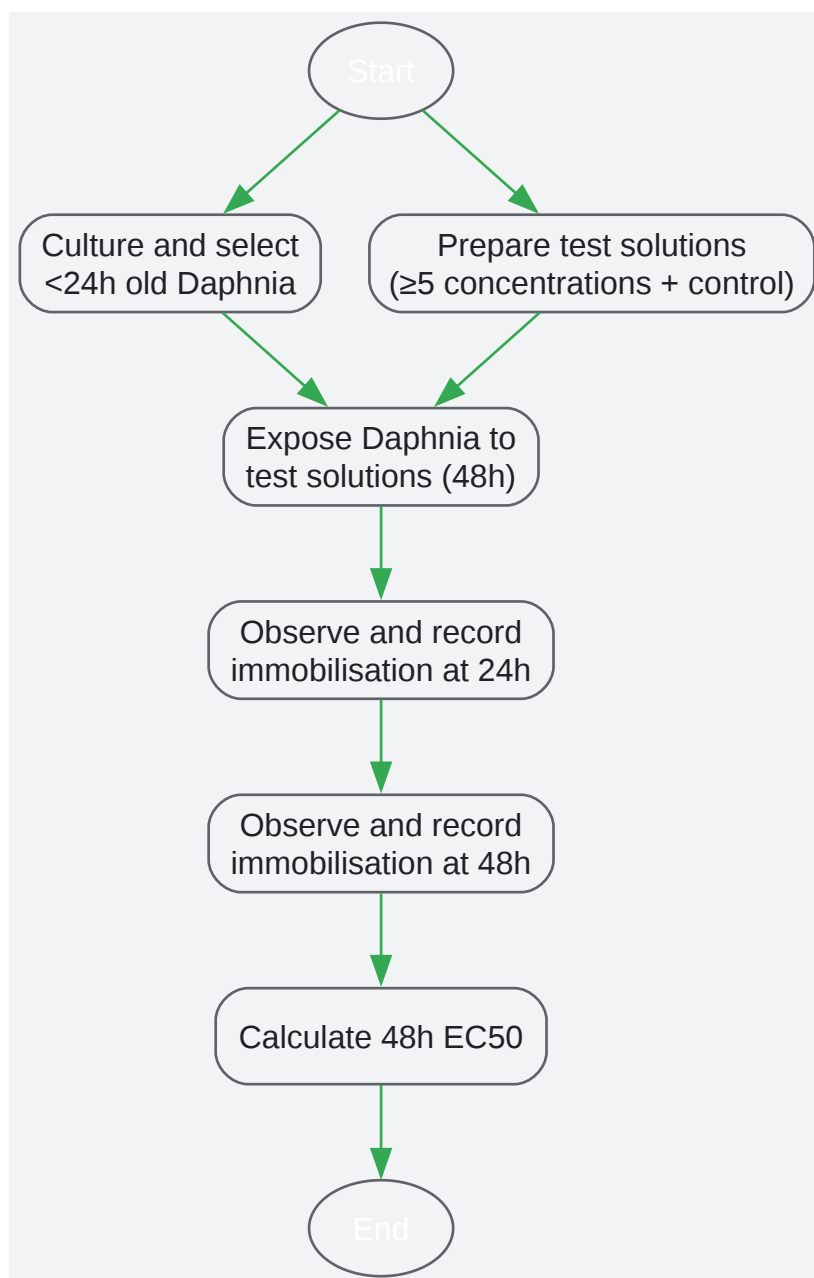 Start
Culture and select
<24h old Daphnia
Prepare test solutions
(≥5 concentrations + control)
Expose Daphnia to
test solutions (48h)
Observe and record
immobilisation at 24h
Observe and record
immobilisation at 48h
Calculate 48h EC50
End